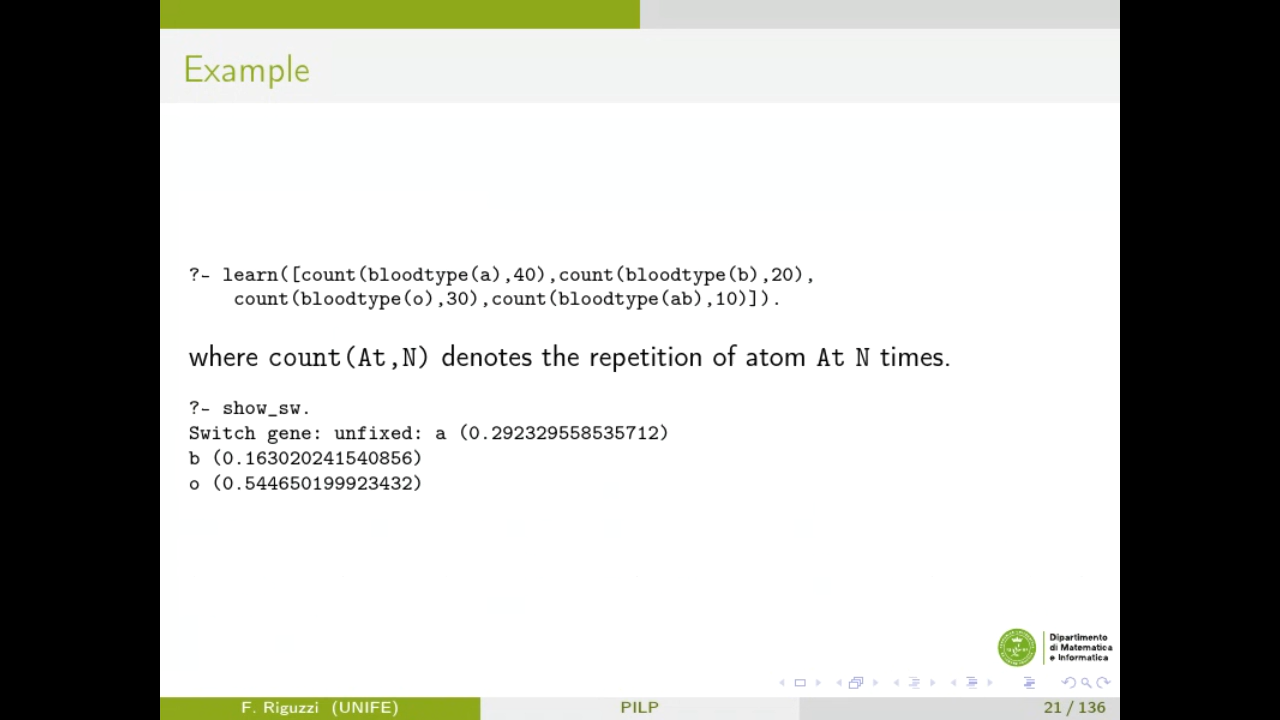 Example
?- learn([count(bloodtype(a),40),count(bloodtype(b),20),
count(bloodtype(o),30),count(bloodtype(ab),10)]).
where count(At,N) denotes the repetition of atom At N times.
?- show_sw.
Switch gene: unfixed: a (0.292329558535712)
b (0.163020241540856)
o (0.544650199923432)
Dipartimento
di Matematica
e Informatica
F. Riguzzi (UNIFE)
PILP
21 / 136